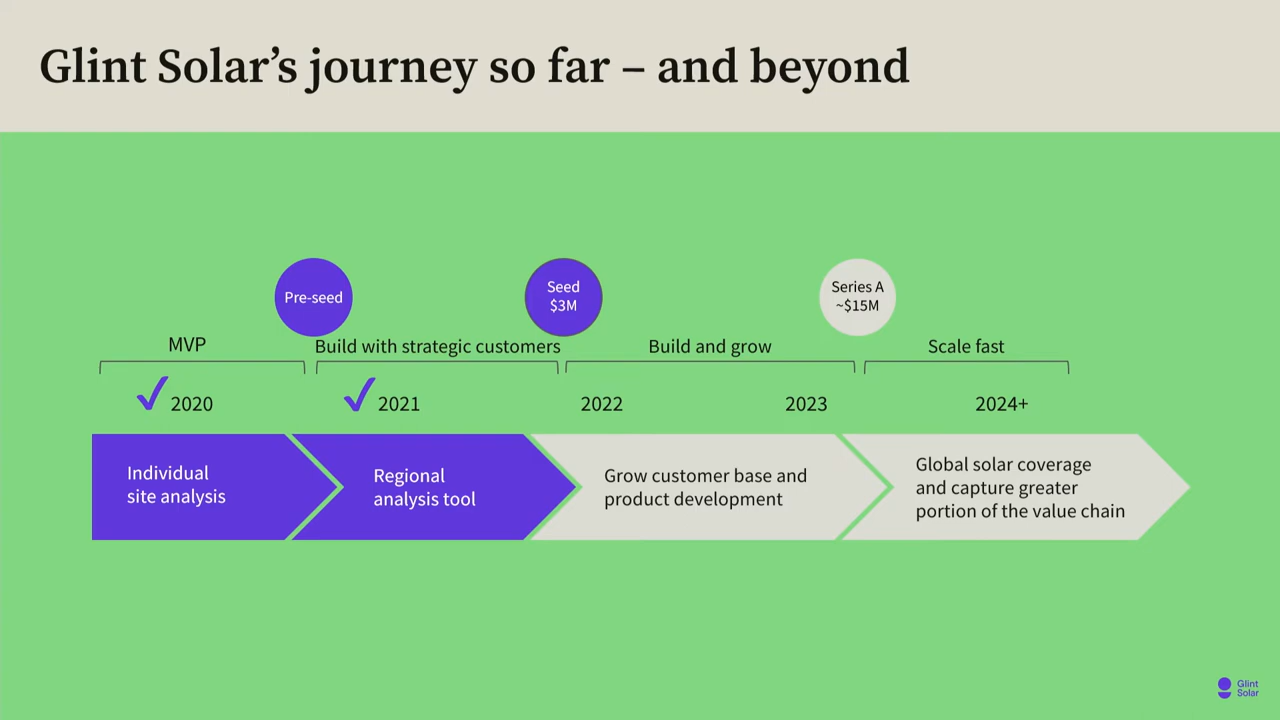 Glint Solar’s journey so far – and beyond
Pre-seed
Seed
$3M
Series A
~$15M
MVP
Build with strategic customers
Build and grow
Scale fast
2020
2021
2022
2023
2024+
Individual
site analysis
Regional
analysis tool
Grow customer base and
product development
Global solar coverage
and capture greater
portion of the value chain
Glint
Solar